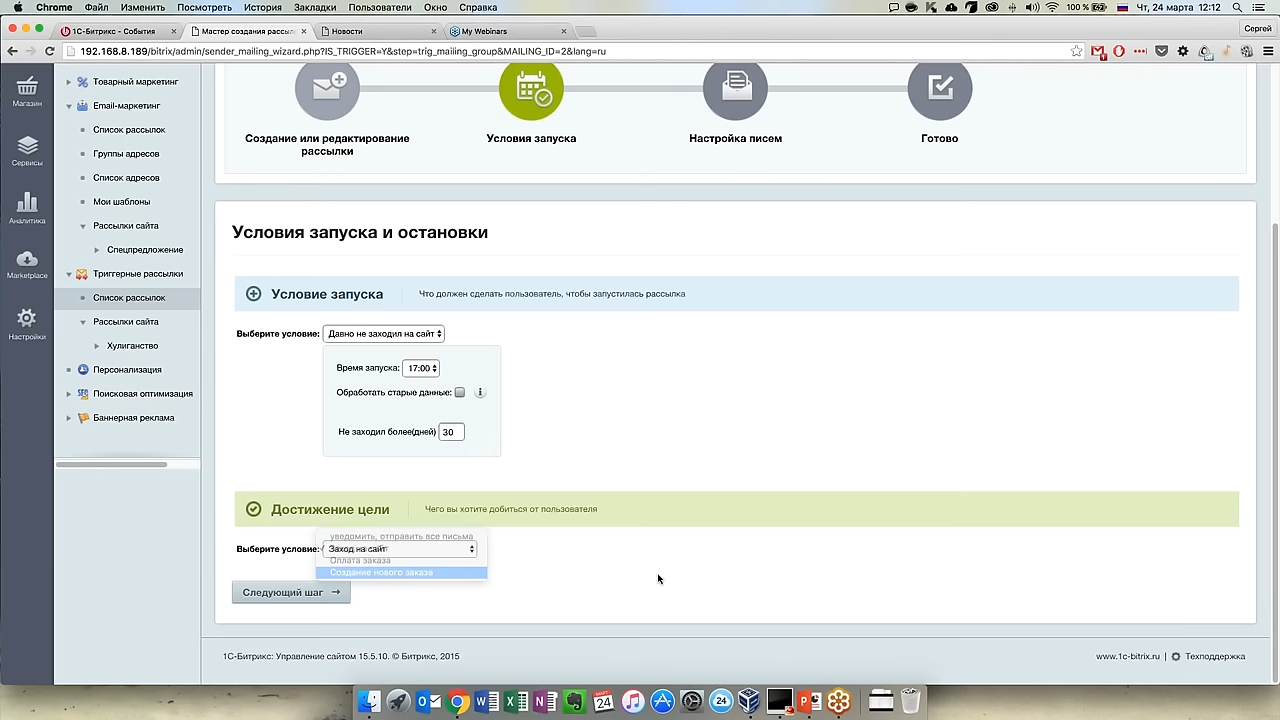 Chrome Файл Изменить Посмотреть История Закладки Пользователи Окно Справка 100 % Чт, 24 марта 12:12
1С-Битрикс - События Мастер создания рассыл Новости My Webinars Сергей
192.168.8.189/bitrix/admin/sender_mailing_wizard.php?IS_TRIGGER=Y&step=trig_mailing_group&MAILING_ID=2&lang=ru
Магазин
Сервисы
Аналитика
Marketplace
Настройки
Товарный маркетинг
Email-маркетинг
Список рассылок
Группы адресов
Список адресов
Мои шаблоны
Рассылки сайта
Спецпредложение
Триггерные рассылки
Список рассылок
Рассылки сайта
Хулиганство
Персонализация
Поисковая оптимизация
Баннерная реклама
Создание или редактирование
рассылки
Условия запуска
Настройка писем
Готово
Условия запуска и остановки
Условие запуска Что должен сделать пользователь, чтобы запустилась рассылка
Выберите условие: Давно не заходил на сайт
Время запуска: 17:00
Обработать старые данные:
Не заходил более(дней) 30
Достижение цели Чего вы хотите добиться от пользователя
уведомить, отправить все письма
Выберите условие: Заход на сайт
Оплата заказа
Создание нового заказа
Следующий шаг →
1С-Битрикс: Управление сайтом 15.5.10. © Битрикс, 2015 www.1c-bitrix.ru | Техподдержка